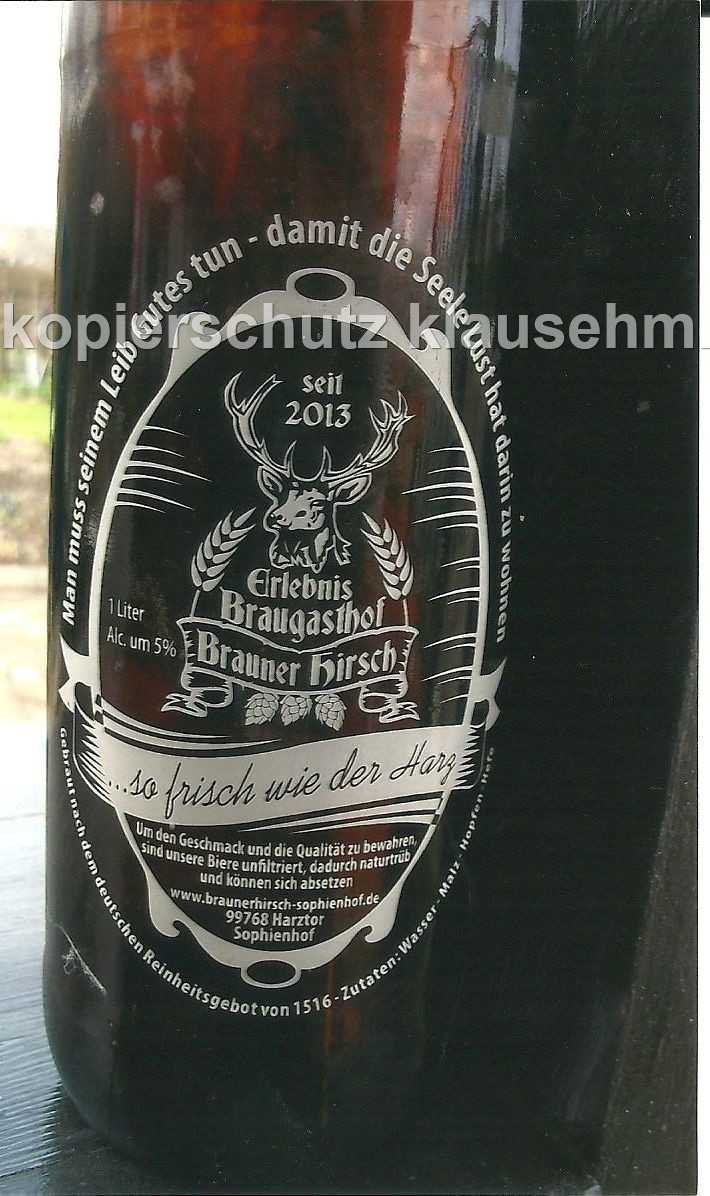 Man muss seinem Leib Gutes tun - damit die Seele Lust hat darin zu wohnen
kopierschutz klausehm
seit
2013
Erlebnis
Braugasthof
Brauner Hirsch
1 Liter
Alc. um 5%
...so frisch wie der Harz
Um den Geschmack und die Qualität zu bewahren,
sind unsere Biere unfiltriert, dadurch naturtrüb
und können sich absetzen
www.braunerhirsch-sophienhof.de
99768 Harztor
Sophienhof
Gebraut nach dem deutschen Reinheitsgebot von 1516 - Zutaten: Wasser - Malz - Hopfen - Hefe